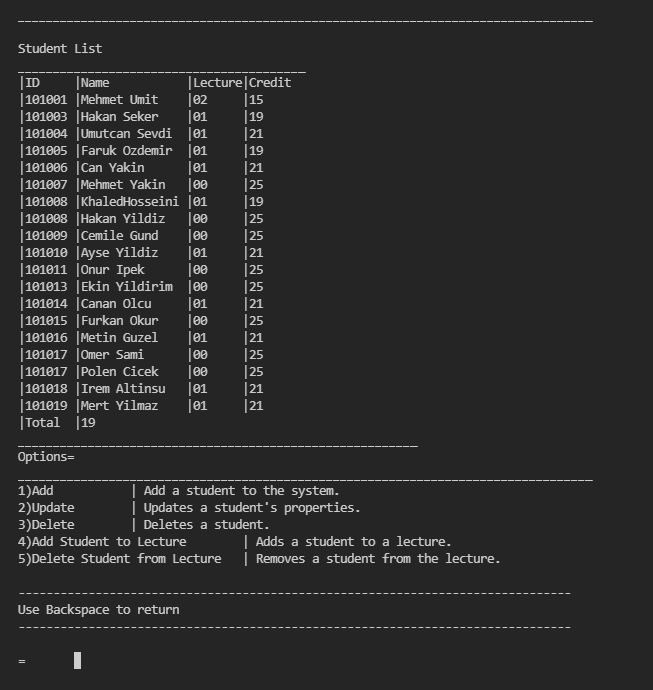 Student List
|ID |Name |Lecture|Credit
|101001 |Mehmet Umit |02 |15
|101003 |Hakan Seker |01 |19
|101004 |Umutcan Sevdi |01 |21
|101005 |Faruk Ozdemir |01 |19
|101006 |Can Yakin |01 |21
|101007 |Mehmet Yakin |00 |25
|101008 |KhaledHosseini |01 |19
|101008 |Hakan Yildiz |00 |25
|101009 |Cemile Gund |00 |25
|101010 |Ayse Yildiz |01 |21
|101011 |Onur Ipek |00 |25
|101013 |Ekin Yildirim |00 |25
|101014 |Canan Olcu |01 |21
|101015 |Furkan Okur |00 |25
|101016 |Metin Guzel |01 |21
|101017 |Omer Sami |00 |25
|101017 |Polen Cicek |00 |25
|101018 |Irem Altinsu |01 |21
|101019 |Mert Yilmaz |01 |21
|Total |19
Options=
1)Add | Add a student to the system.
2)Update | Updates a student's properties.
3)Delete | Deletes a student.
4)Add Student to Lecture | Adds a student to a lecture.
5)Delete Student from Lecture | Removes a student from the lecture.
Use Backspace to return
=